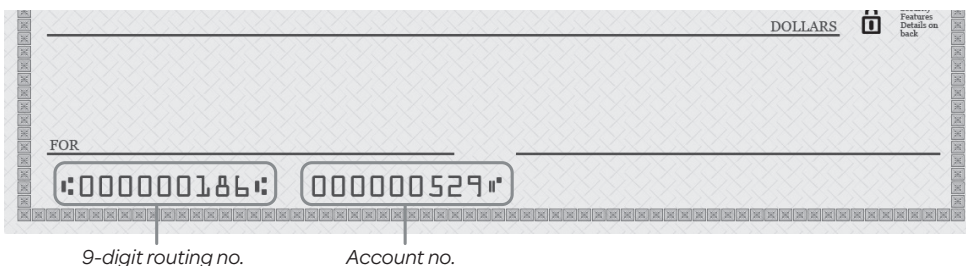 Features
DOLLARS Details on
back
FOR
⑆000000186⑆ 000000529⑈
9-digit routing no. Account no.